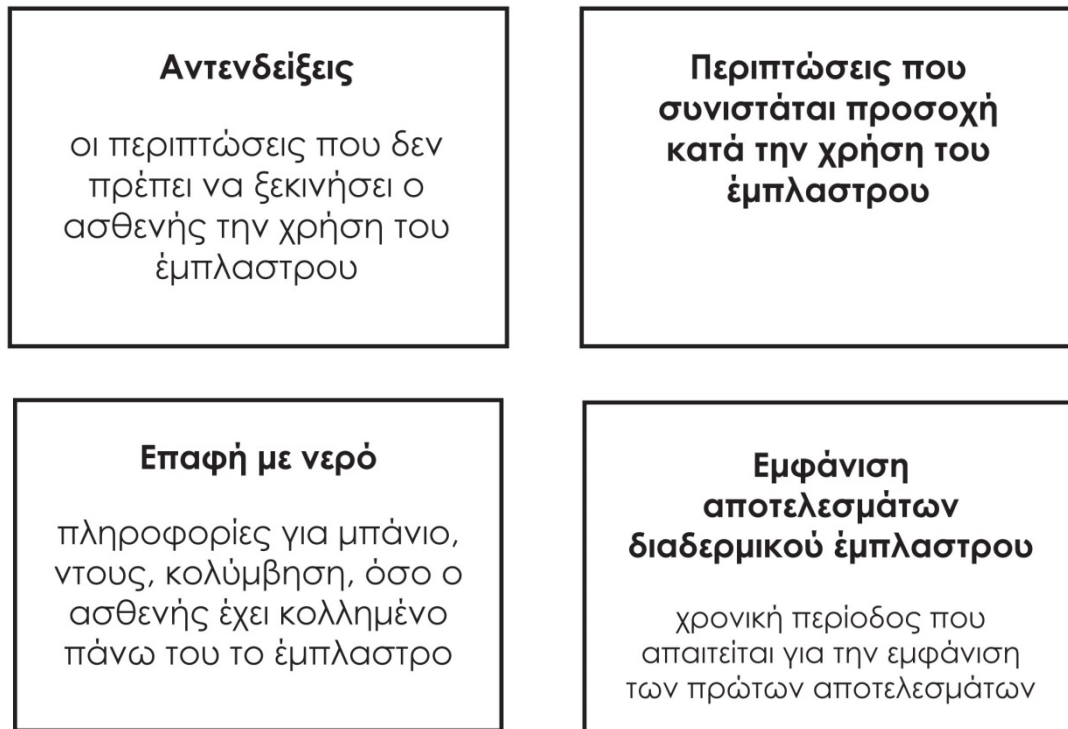 Αντενδείξεις
οι περιπτώσεις που δεν
πρέπει να ξεκινήσει ο
ασθενής την χρήση του
έμπλαστρου
Περιπτώσεις που
συνιστάται προσοχή
κατά την χρήση του
έμπλαστρου
Επαφή με νερό
πληροφορίες για μπάνιο,
ντους, κολύμβηση, όσο ο
ασθενής έχει κολλημένο
πάνω του το έμπλαστρο
Εμφάνιση
αποτελεσμάτων
διαδερμικού έμπλαστρου
χρονική περίοδος που
απαιτείται για την εμφάνιση
των πρώτων αποτελεσμάτων